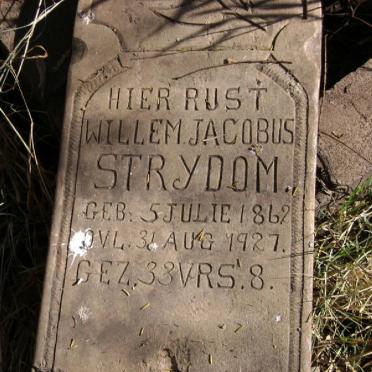 HIER RUST
WILLEM JACOBUS
STRYDOM.
GEB: 5 JULIE 1862
OVL. 31 AUG 1927.
GEZ. 33 VRS. 8.